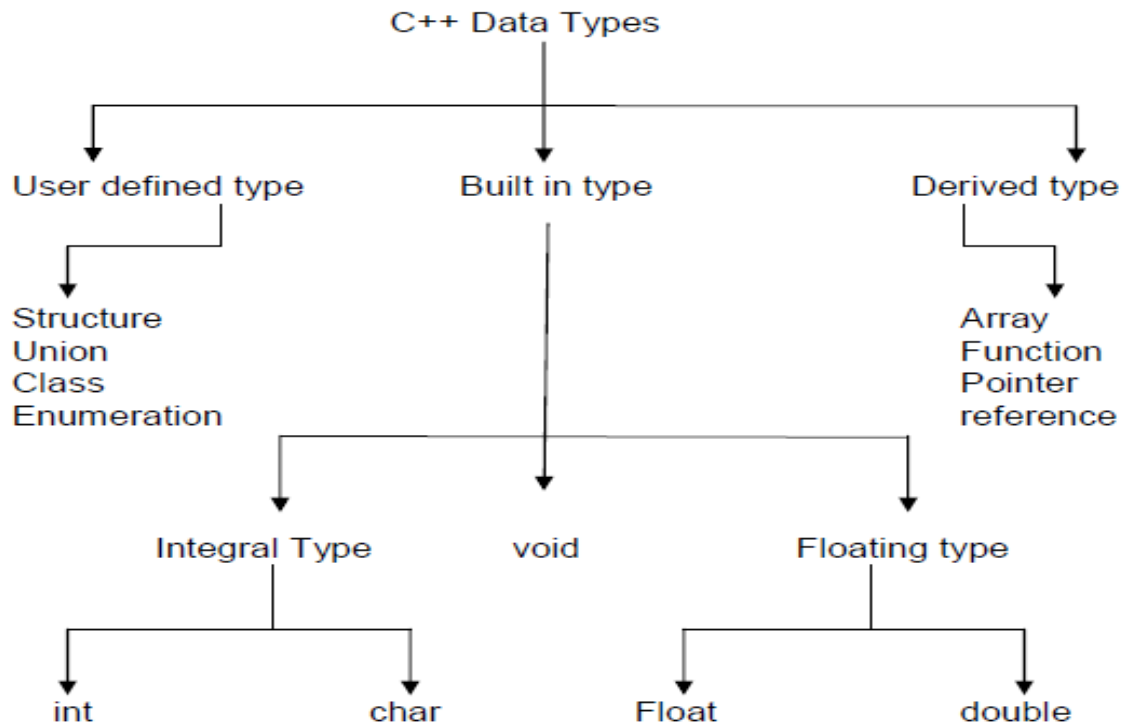 C++ Data Types
User defined type
Built in type
Derived type
Structure
Union
Class
Enumeration
Array
Function
Pointer
reference
Integral Type
void
Floating type
int
char
Float
double